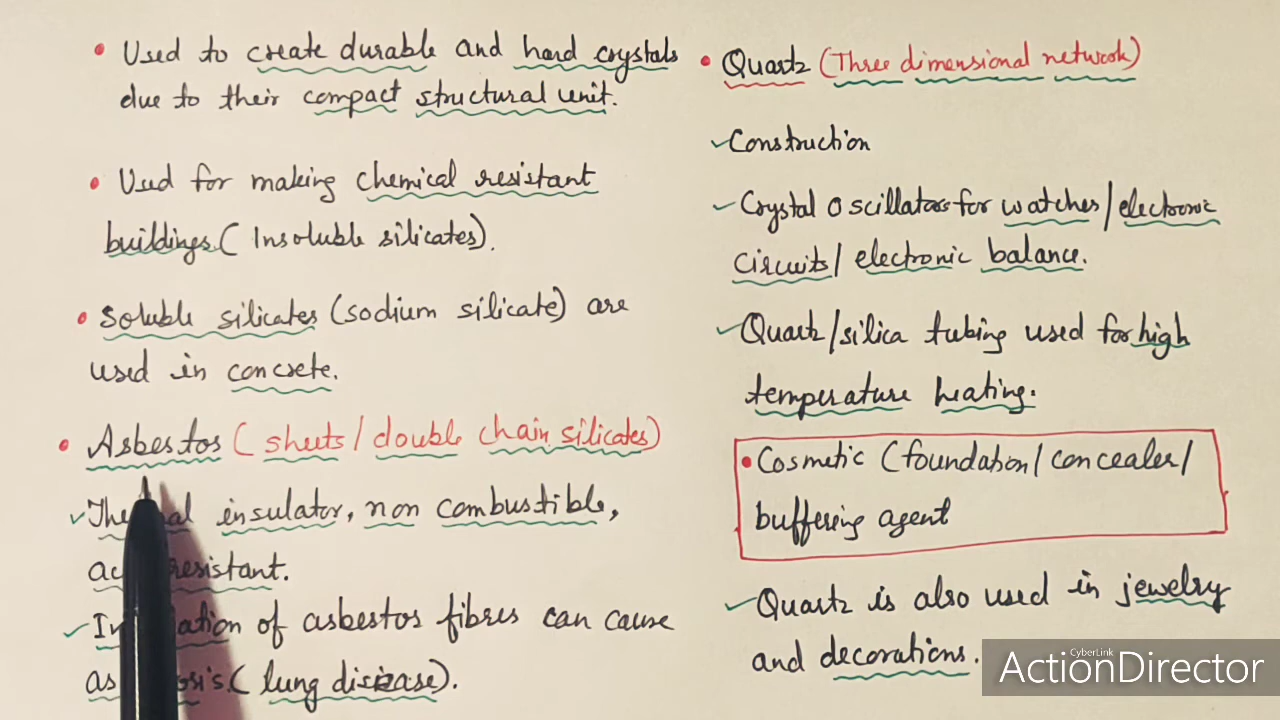 • Used to create durable and hard crystals
due to their compact structural unit.
• Used for making chemical resistant
buildings. (Insoluble silicates).
• Soluble silicates (sodium silicate) are
used in concrete.
• Asbestos (sheets/double chain silicates)
✓ insulator, non combustible,
resistant.
✓ of asbestos fibres can cause
(lung disease).
• Quartz (Three dimensional network)
✓ Construction
✓ Crystal oscillators for watches/electronic
circuits/ electronic balance.
✓ Quartz/silica tubing used for high
temperature heating.
• Cosmetic (foundation/concealer/
buffering agent
✓ Quartz is also used in jewelry
and decorations.
CyberLink
ActionDirector